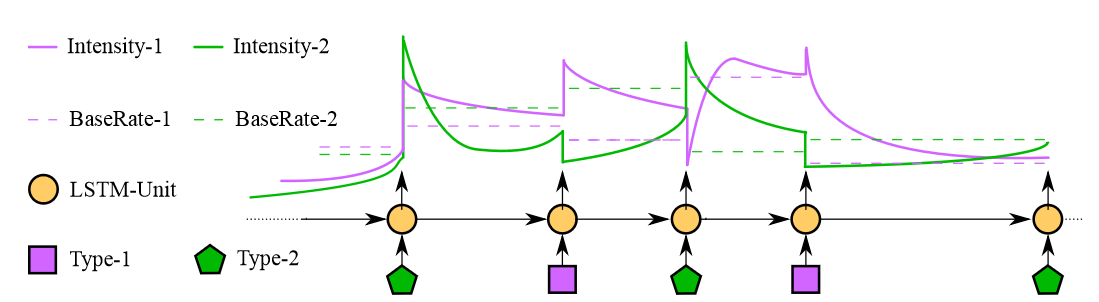 Intensity-1 Intensity-2
BaseRate-1 BaseRate-2
LSTM-Unit
Type-1 Type-2